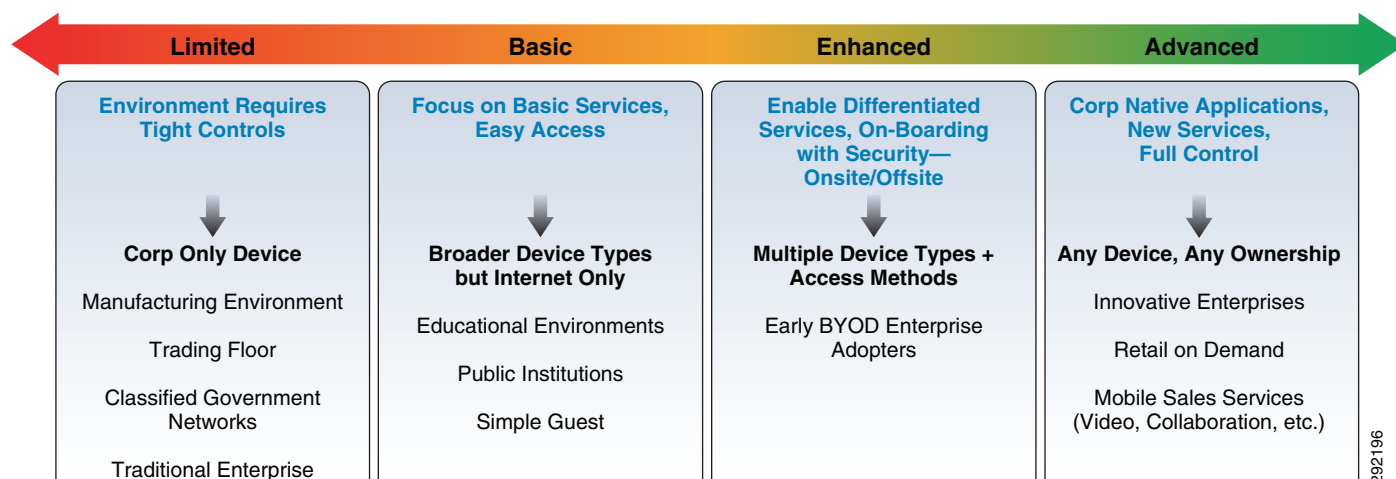 Limited
Basic
Enhanced
Advanced
Environment Requires
Tight Controls
Corp Only Device
Manufacturing Environment
Trading Floor
Classified Government
Networks
Traditional Enterprise
Focus on Basic Services,
Easy Access
Broader Device Types
but Internet Only
Educational Environments
Public Institutions
Simple Guest
Enable Differentiated
Services, On-Boarding
with Security—
Onsite/Offsite
Multiple Device Types +
Access Methods
Early BYOD Enterprise
Adopters
Corp Native Applications,
New Services,
Full Control
Any Device, Any Ownership
Innovative Enterprises
Retail on Demand
Mobile Sales Services
(Video, Collaboration, etc.)
292196